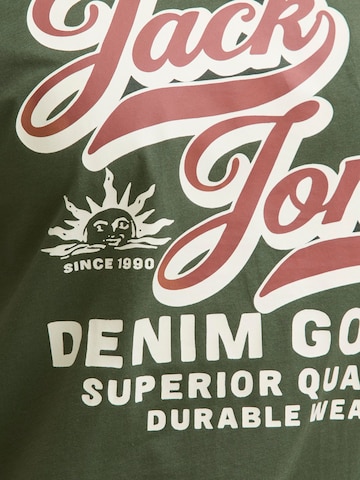 Jack
Jon
SINCE 1990
DENIM GO
SUPERIOR QUA
DURABLE WEA